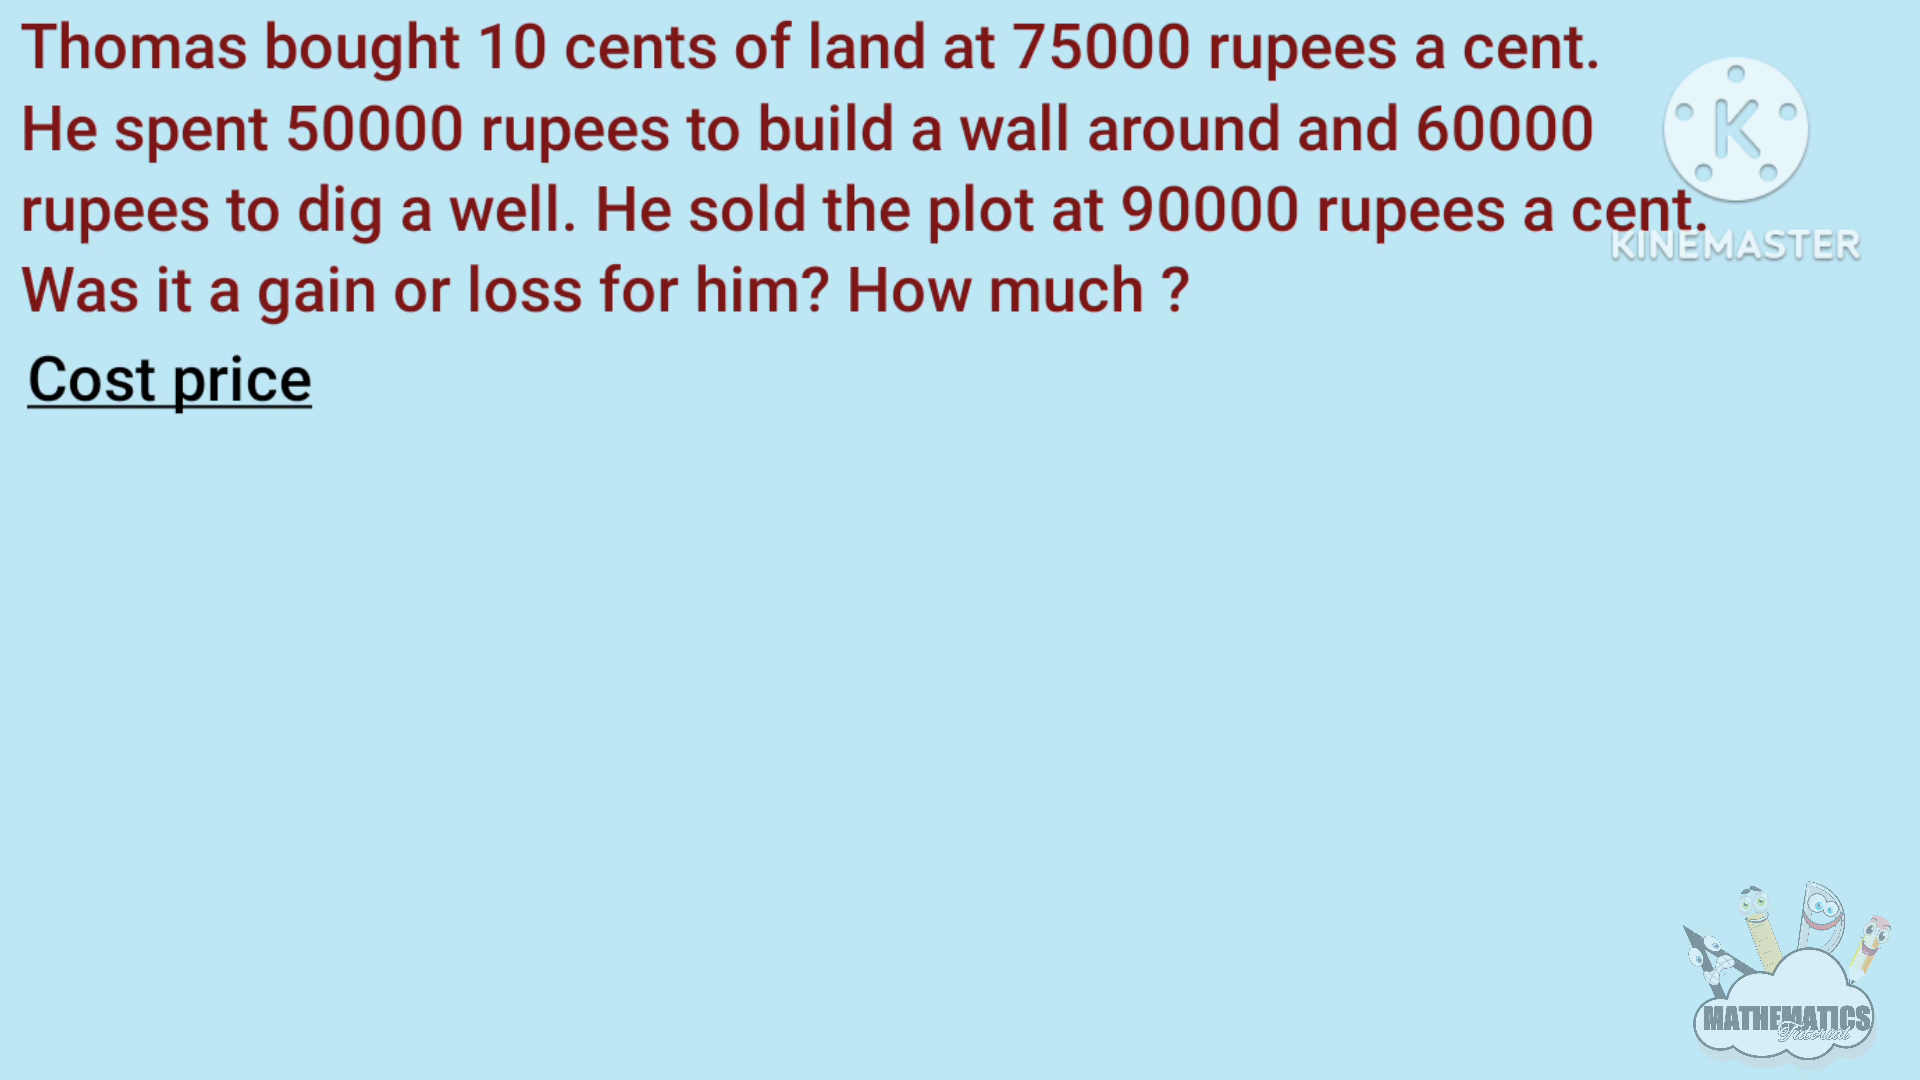 Thomas bought 10 cents of land at 75000 rupees a cent.
He spent 50000 rupees to build a wall around and 60000
rupees to dig a well. He sold the plot at 90000 rupees a cent.
Was it a gain or loss for him? How much ?
Cost price
K
KINEMASTER
MATHEMATICS
Tutorial